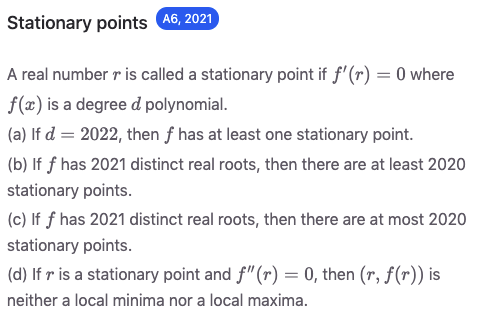 Stationary points A6, 2021
A real number r is called a stationary point if f′(r) = 0 where
f(x) is a degree d polynomial.
(a) If d = 2022, then f has at least one stationary point.
(b) If f has 2021 distinct real roots, then there are at least 2020
stationary points.
(c) If f has 2021 distinct real roots, then there are at most 2020
stationary points.
(d) If r is a stationary point and f″(r) = 0, then (r, f(r)) is
neither a local minima nor a local maxima.